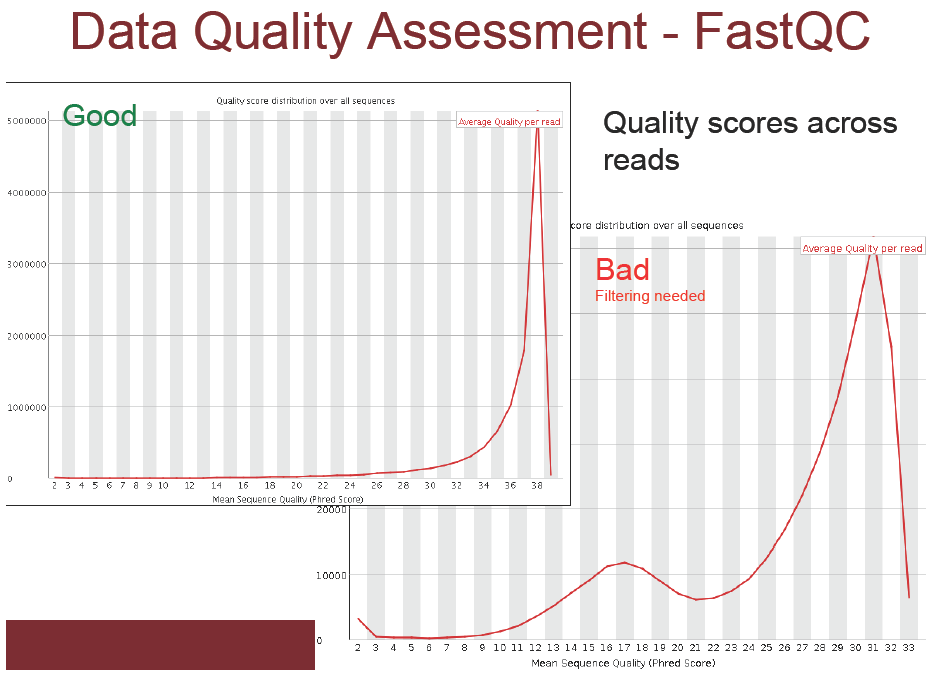 Data Quality Assessment - FastQC
Good
Quality score distribution over all sequences
Average Quality per read
5000000
4000000
3000000
2000000
1000000
0
2 3 4 5 6 7 8 9 10 12 14 16 18 20 22 24 26 28 30 32 34 36 38
Mean Sequence Quality (Phred Score)
Quality scores across
reads
core distribution over all sequences
Average Quality per read
Bad
Filtering needed
20000
10000
0
2 3 4 5 6 7 8 9 10 11 12 13 14 15 16 17 18 19 20 21 22 23 24 25 26 27 28 29 30 31 32 33
Mean Sequence Quality (Phred Score)